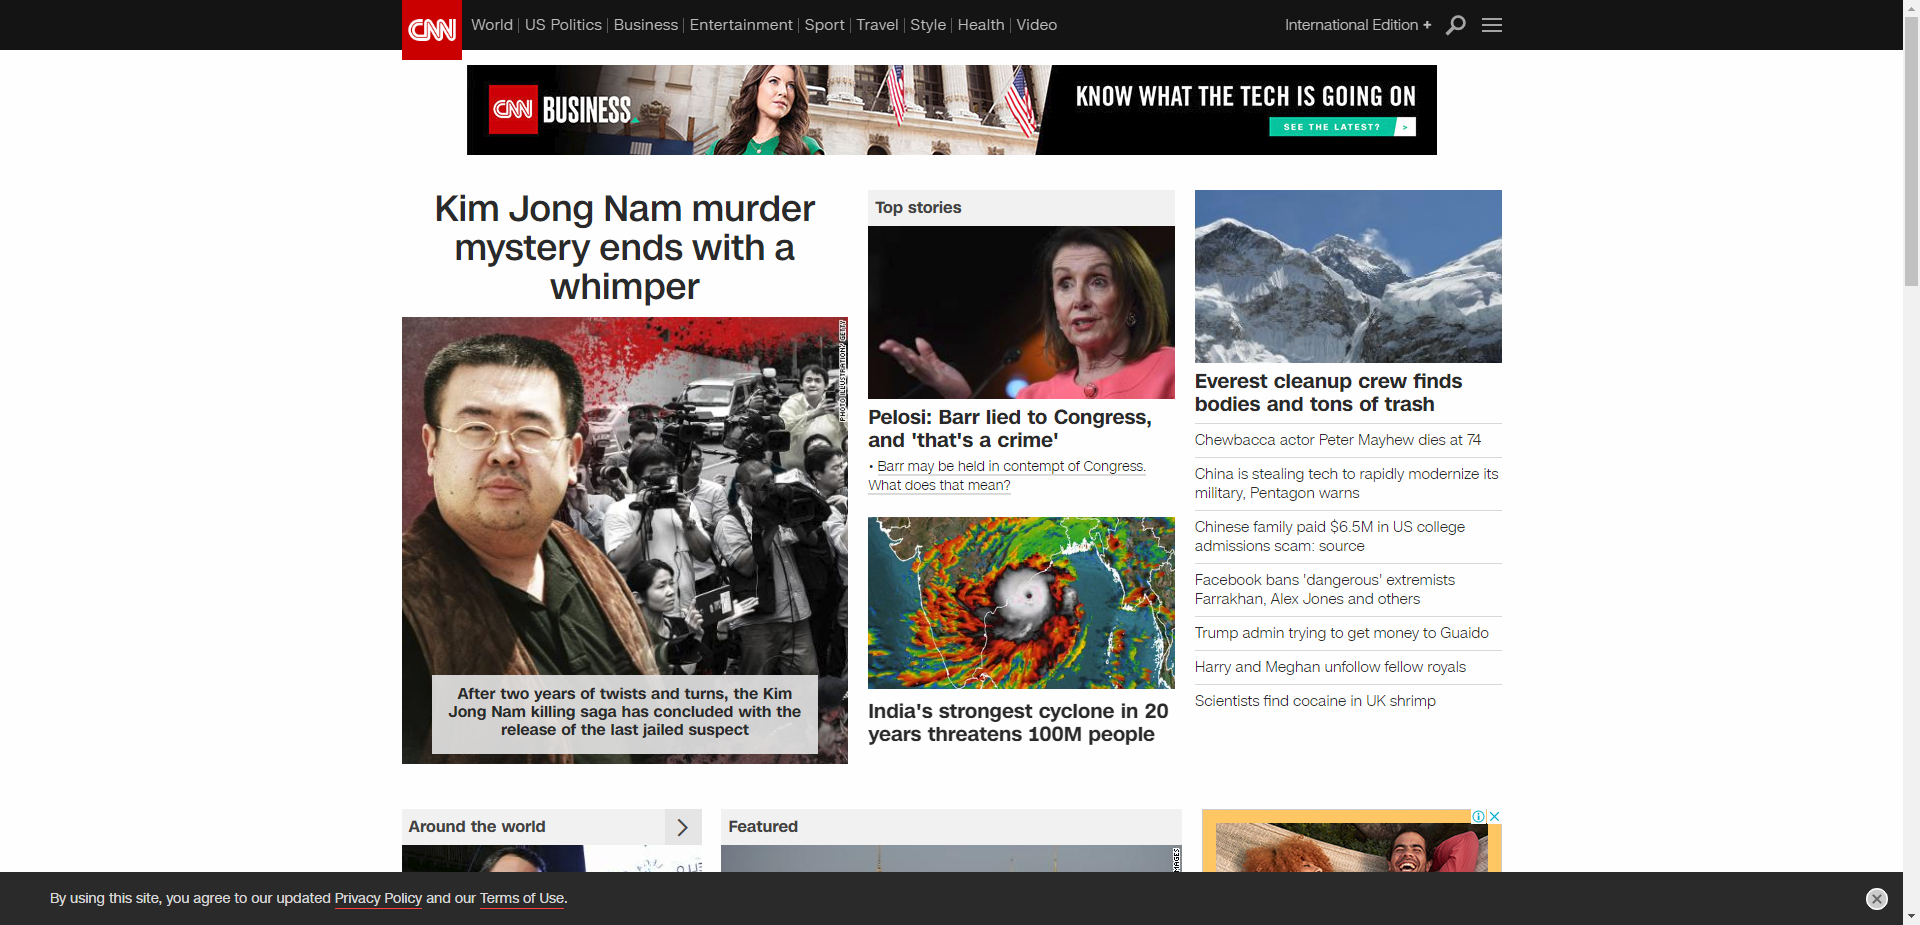 CNN
World
US Politics
Business
Entertainment
Sport
Travel
Style
Health
Video
International Edition +
CNN BUSINESS
KNOW WHAT THE TECH IS GOING ON
SEE THE LATEST? >
Kim Jong Nam murder
mystery ends with a
whimper
PHOTO ILLUSTRATION/ GETTY
After two years of twists and turns, the Kim
Jong Nam killing saga has concluded with the
release of the last jailed suspect
Top stories
Pelosi: Barr lied to Congress,
and 'that's a crime'
• Barr may be held in contempt of Congress.
What does that mean?
India's strongest cyclone in 20
years threatens 100M people
Everest cleanup crew finds
bodies and tons of trash
Chewbacca actor Peter Mayhew dies at 74
China is stealing tech to rapidly modernize its
military, Pentagon warns
Chinese family paid $6.5M in US college
admissions scam: source
Facebook bans 'dangerous' extremists
Farrakhan, Alex Jones and others
Trump admin trying to get money to Guaido
Harry and Meghan unfollow fellow royals
Scientists find cocaine in UK shrimp
Around the world
Featured
By using this site, you agree to our updated Privacy Policy and our Terms of Use.